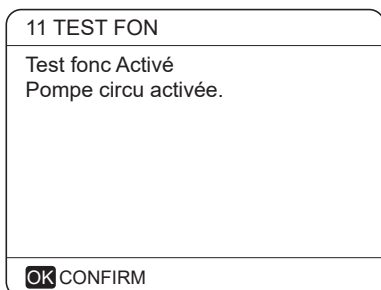 11 TEST FON
Test fonc Activé
Pompe circu activée.
OK CONFIRM